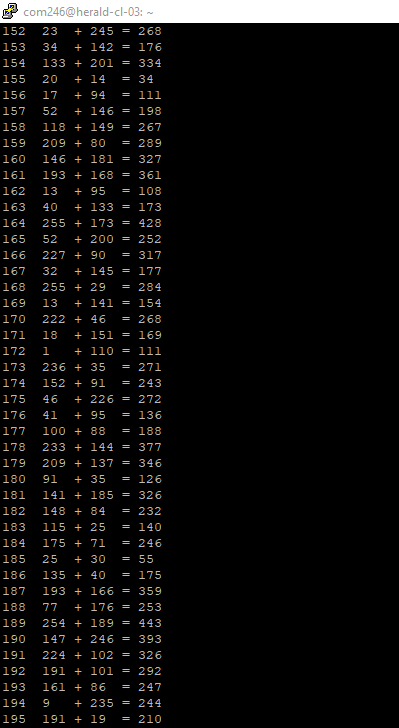 com246@herald-cl-03: ~
152 23 + 245 = 268
153 34 + 142 = 176
154 133 + 201 = 334
155 20 + 14 = 34
156 17 + 94 = 111
157 52 + 146 = 198
158 118 + 149 = 267
159 209 + 80 = 289
160 146 + 181 = 327
161 193 + 168 = 361
162 13 + 95 = 108
163 40 + 133 = 173
164 255 + 173 = 428
165 52 + 200 = 252
166 227 + 90 = 317
167 32 + 145 = 177
168 255 + 29 = 284
169 13 + 141 = 154
170 222 + 46 = 268
171 18 + 151 = 169
172 1 + 110 = 111
173 236 + 35 = 271
174 152 + 91 = 243
175 46 + 226 = 272
176 41 + 95 = 136
177 100 + 88 = 188
178 233 + 144 = 377
179 209 + 137 = 346
180 91 + 35 = 126
181 141 + 185 = 326
182 148 + 84 = 232
183 115 + 25 = 140
184 175 + 71 = 246
185 25 + 30 = 55
186 135 + 40 = 175
187 193 + 166 = 359
188 77 + 176 = 253
189 254 + 189 = 443
190 147 + 246 = 393
191 224 + 102 = 326
192 191 + 101 = 292
193 161 + 86 = 247
194 9 + 235 = 244
195 191 + 19 = 210